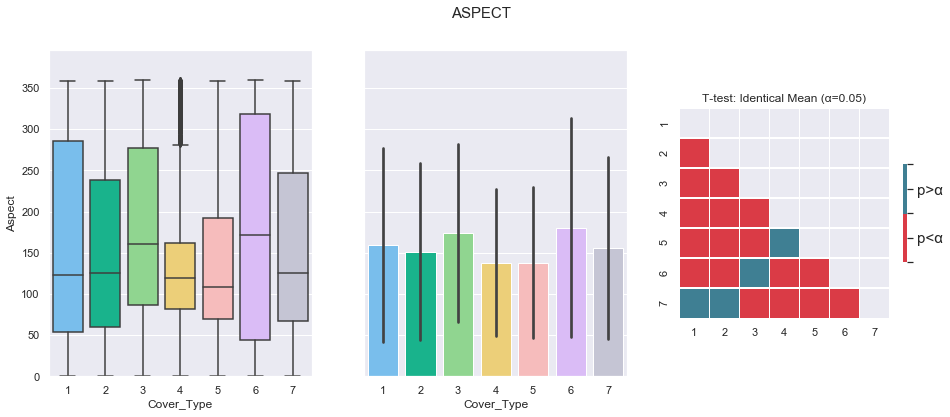 ASPECT
Aspect
350
300
250
200
150
100
50
0
1 2 3 4 5 6 7
Cover_Type
1 2 3 4 5 6 7
Cover_Type
T-test: Identical Mean (α=0.05)
1
2
3
4
5
6
7
1 2 3 4 5 6 7
p>α
p<α